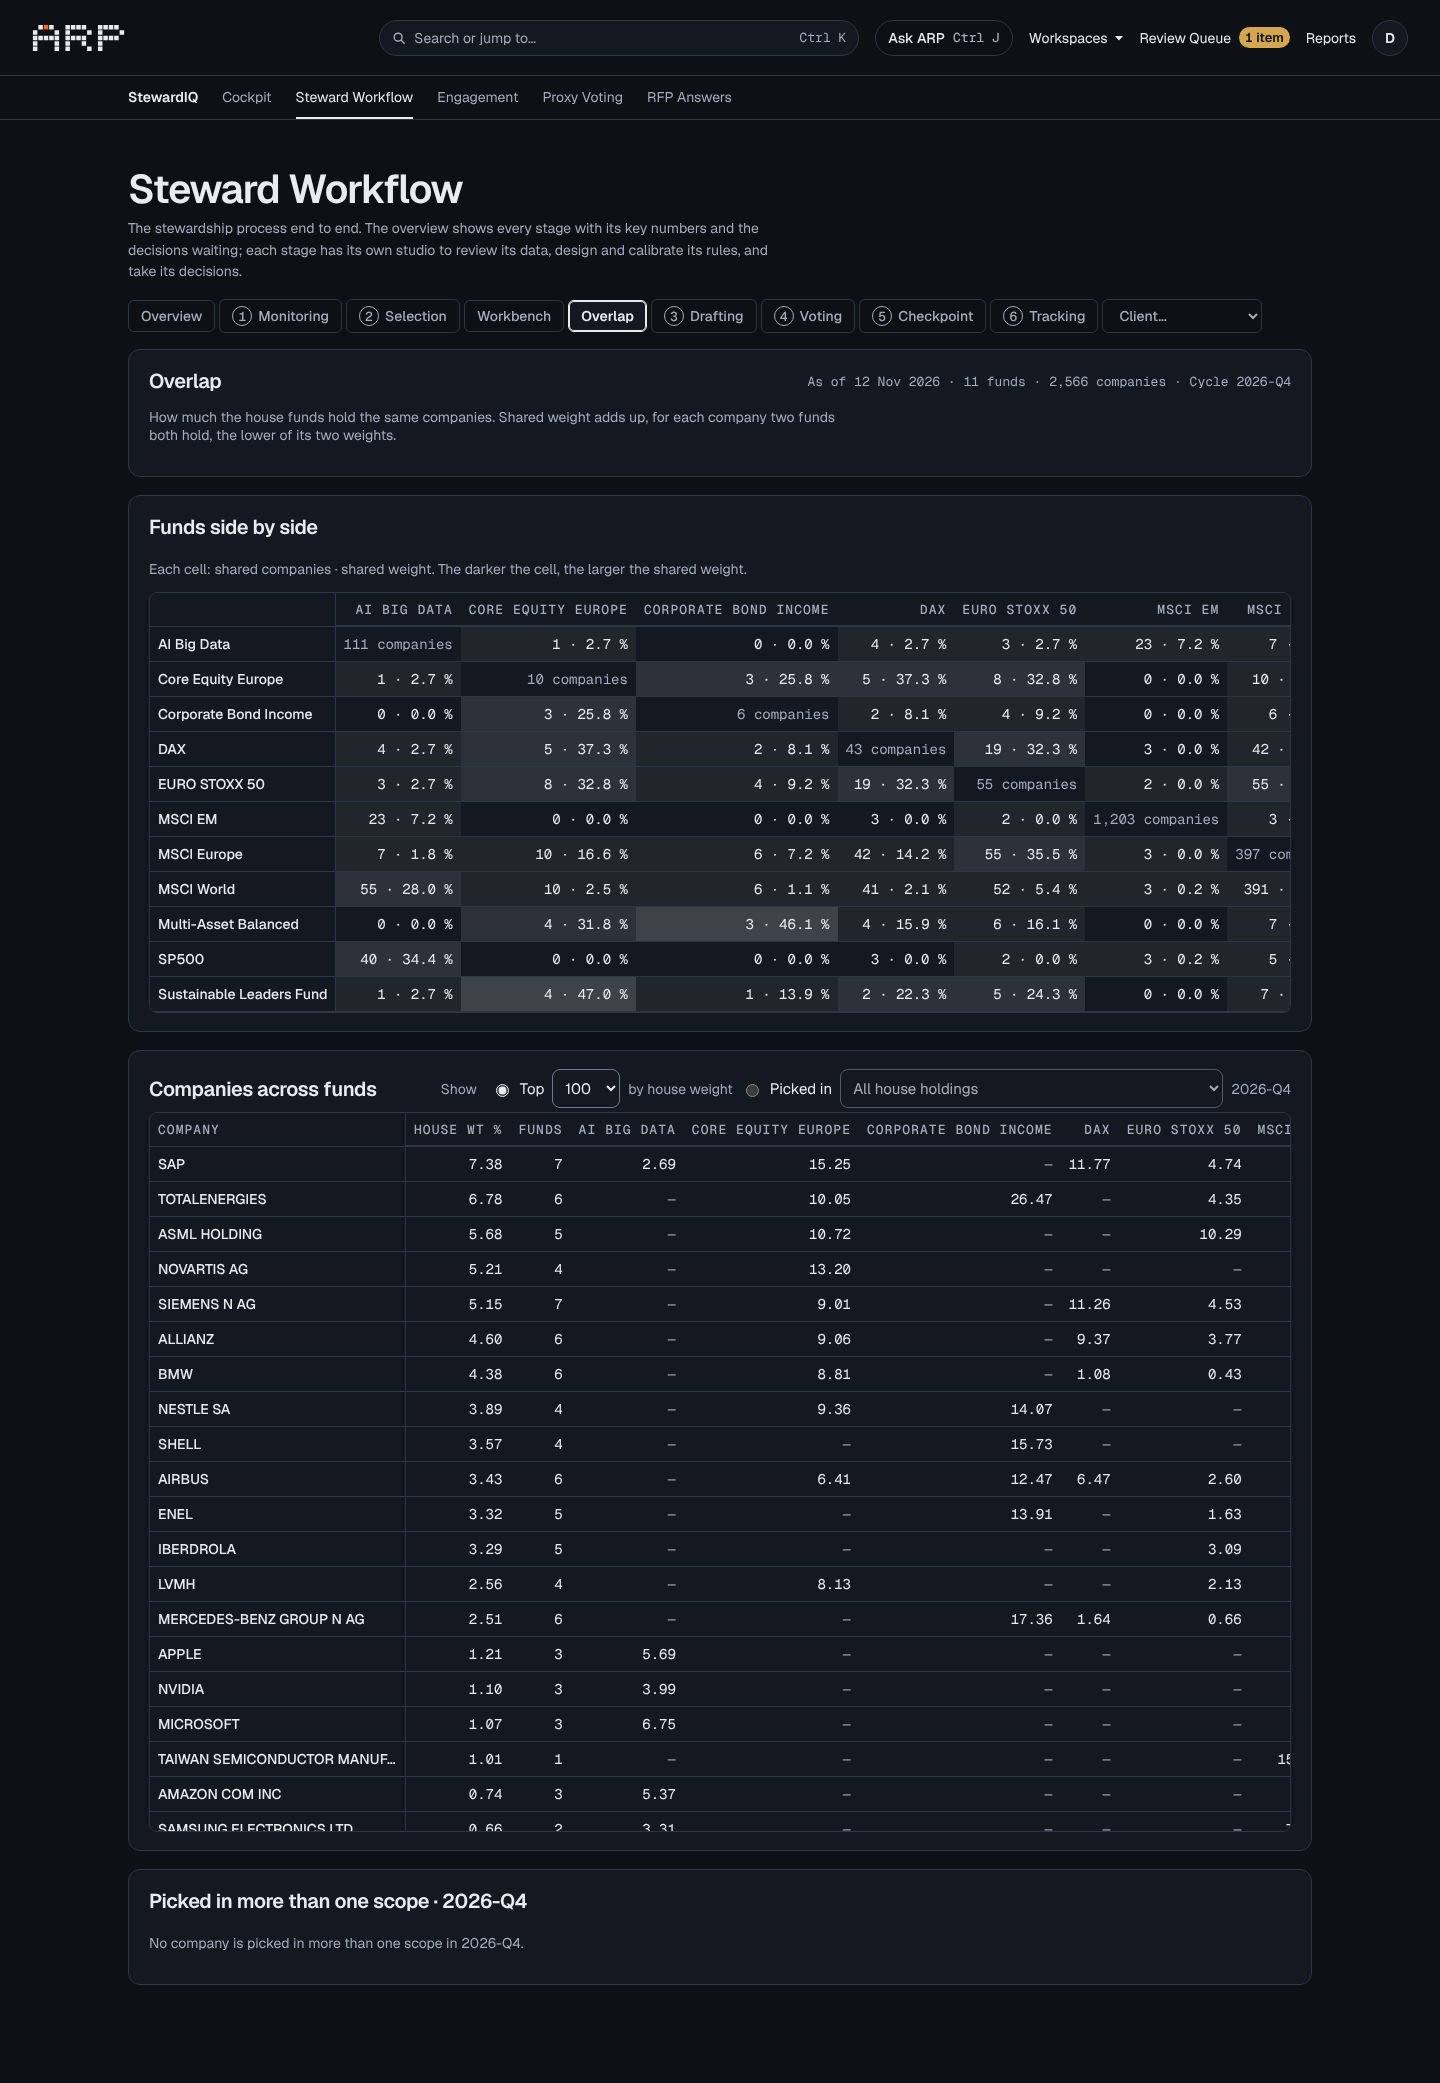 ARP
Search or jump to... Ctrl K
Ask ARP Ctrl J
Workspaces
Review Queue 1 item
Reports
D
StewardIQ Cockpit Steward Workflow Engagement Proxy Voting RFP Answers
Steward Workflow
The stewardship process end to end. The overview shows every stage with its key numbers and the
decisions waiting; each stage has its own studio to review its data, design and calibrate its rules, and
take its decisions.
Overview 1 Monitoring 2 Selection Workbench Overlap 3 Drafting 4 Voting 5 Checkpoint 6 Tracking Client...
Overlap
As of 12 Nov 2026 · 11 funds · 2,566 companies · Cycle 2026-Q4
How much the house funds hold the same companies. Shared weight adds up, for each company two funds
both hold, the lower of its two weights.
Funds side by side
Each cell: shared companies · shared weight. The darker the cell, the larger the shared weight.
AI BIG DATA CORE EQUITY EUROPE CORPORATE BOND INCOME DAX EURO STOXX 50 MSCI EM MSCI
AI Big Data 111 companies 1 · 2.7 % 0 · 0.0 % 4 · 2.7 % 3 · 2.7 % 23 · 7.2 % 7 ·
Core Equity Europe 1 · 2.7 % 10 companies 3 · 25.8 % 5 · 37.3 % 8 · 32.8 % 0 · 0.0 % 10 ·
Corporate Bond Income 0 · 0.0 % 3 · 25.8 % 6 companies 2 · 8.1 % 4 · 9.2 % 0 · 0.0 % 6 ·
DAX 4 · 2.7 % 5 · 37.3 % 2 · 8.1 % 43 companies 19 · 32.3 % 3 · 0.0 % 42 ·
EURO STOXX 50 3 · 2.7 % 8 · 32.8 % 4 · 9.2 % 19 · 32.3 % 55 companies 2 · 0.0 % 55 ·
MSCI EM 23 · 7.2 % 0 · 0.0 % 0 · 0.0 % 3 · 0.0 % 2 · 0.0 % 1,203 companies 3 ·
MSCI Europe 7 · 1.8 % 10 · 16.6 % 6 · 7.2 % 42 · 14.2 % 55 · 35.5 % 3 · 0.0 % 397 com
MSCI World 55 · 28.0 % 10 · 2.5 % 6 · 1.1 % 41 · 2.1 % 52 · 5.4 % 3 · 0.2 % 391 ·
Multi-Asset Balanced 0 · 0.0 % 4 · 31.8 % 3 · 46.1 % 4 · 15.9 % 6 · 16.1 % 0 · 0.0 % 7 ·
SP500 40 · 34.4 % 0 · 0.0 % 0 · 0.0 % 3 · 0.0 % 2 · 0.0 % 3 · 0.2 % 5 ·
Sustainable Leaders Fund 1 · 2.7 % 4 · 47.0 % 1 · 13.9 % 2 · 22.3 % 5 · 24.3 % 0 · 0.0 % 7 ·
Companies across funds Show Top 100 by house weight Picked in All house holdings 2026-Q4
COMPANY HOUSE WT % FUNDS AI BIG DATA CORE EQUITY EUROPE CORPORATE BOND INCOME DAX EURO STOXX 50 MSCI
SAP 7.38 7 2.69 15.25 – 11.77 4.74
TOTALENERGIES 6.78 6 – 10.05 26.47 – 4.35
ASML HOLDING 5.68 5 – 10.72 – – 10.29
NOVARTIS AG 5.21 4 – 13.20 – – –
SIEMENS N AG 5.15 7 – 9.01 – 11.26 4.53
ALLIANZ 4.60 6 – 9.06 – 9.37 3.77
BMW 4.38 6 – 8.81 – 1.08 0.43
NESTLE SA 3.89 4 – 9.36 14.07 – –
SHELL 3.57 4 – – 15.73 – –
AIRBUS 3.43 6 – 6.41 12.47 6.47 2.60
ENEL 3.32 5 – – 13.91 – 1.63
IBERDROLA 3.29 5 – – – – 3.09
LVMH 2.56 4 – 8.13 – – 2.13
MERCEDES-BENZ GROUP N AG 2.51 6 – – 17.36 1.64 0.66
APPLE 1.21 3 5.69 – – – –
NVIDIA 1.10 3 3.99 – – – –
MICROSOFT 1.07 3 6.75 – – – –
TAIWAN SEMICONDUCTOR MANUF... 1.01 1 – – – – – 15
AMAZON COM INC 0.74 3 5.37 – – – –
SAMSUNG ELECTRONICS LTD 0.66 2 3.31 – – – –
Picked in more than one scope · 2026-Q4
No company is picked in more than one scope in 2026-Q4.